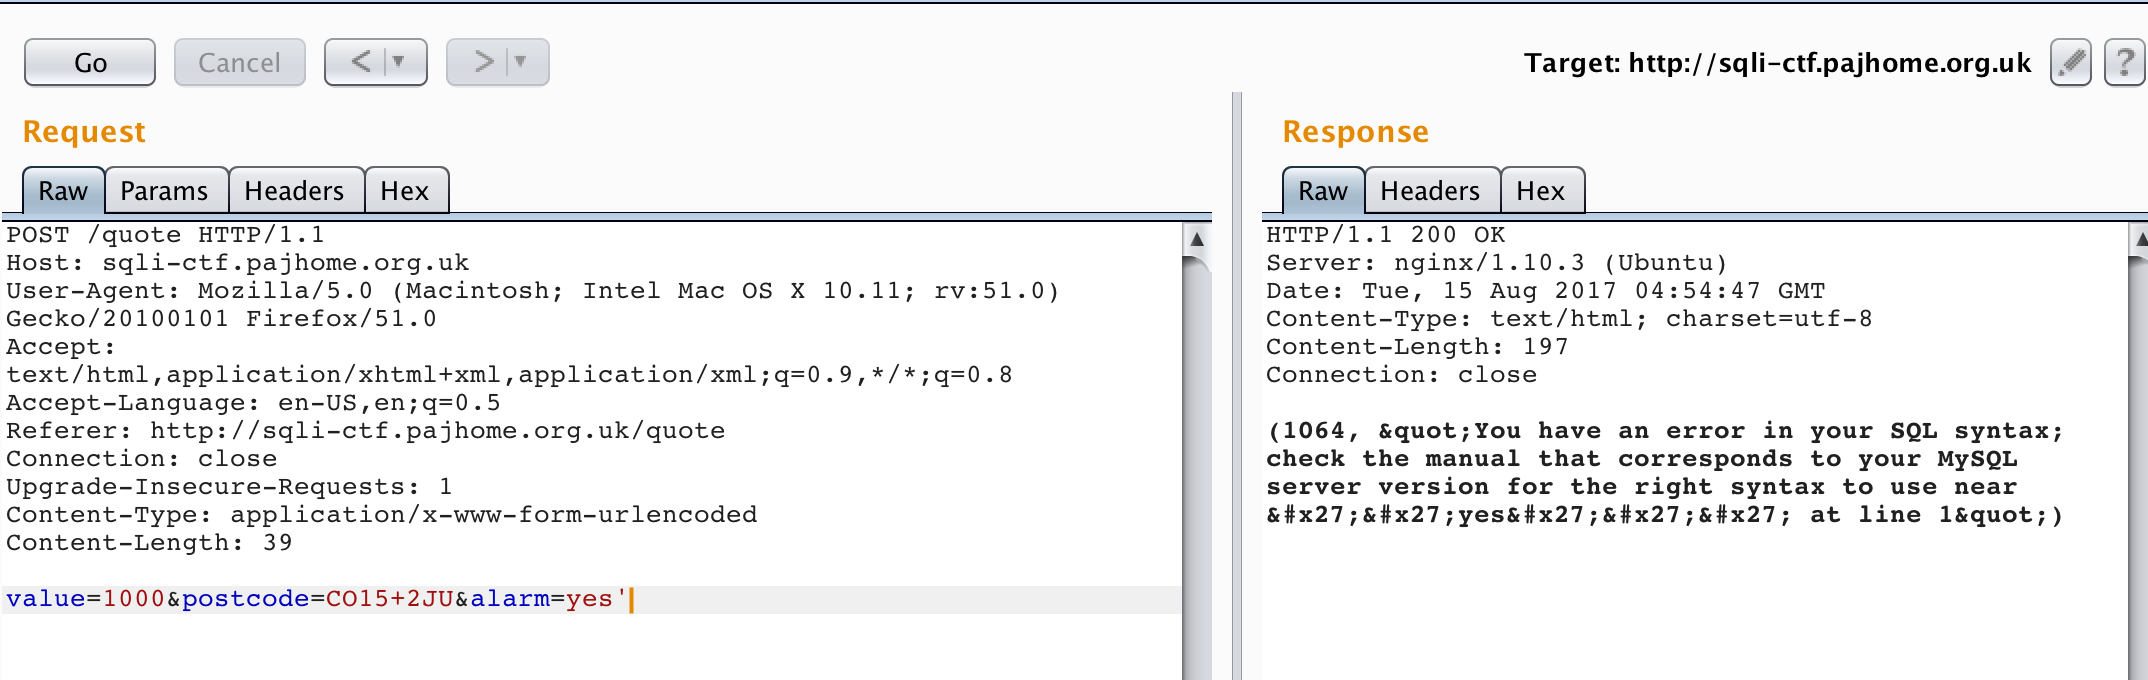 Go Cancel < ▼ > ▼ Target: http://sqli-ctf.pajhome.org.uk ?
Request
Raw Params Headers Hex
POST /quote HTTP/1.1
Host: sqli-ctf.pajhome.org.uk
User-Agent: Mozilla/5.0 (Macintosh; Intel Mac OS X 10.11; rv:51.0)
Gecko/20100101 Firefox/51.0
Accept:
text/html,application/xhtml+xml,application/xml;q=0.9,*/*;q=0.8
Accept-Language: en-US,en;q=0.5
Referer: http://sqli-ctf.pajhome.org.uk/quote
Connection: close
Upgrade-Insecure-Requests: 1
Content-Type: application/x-www-form-urlencoded
Content-Length: 39
value=1000&postcode=CO15+2JU&alarm=yes'
Response
Raw Headers Hex
HTTP/1.1 200 OK
Server: nginx/1.10.3 (Ubuntu)
Date: Tue, 15 Aug 2017 04:54:47 GMT
Content-Type: text/html; charset=utf-8
Content-Length: 197
Connection: close
(1064, &quot;You have an error in your SQL syntax;
check the manual that corresponds to your MySQL
server version for the right syntax to use near
&#x27;&#x27;yes&#x27;&#x27;&#x27; at line 1&quot;)